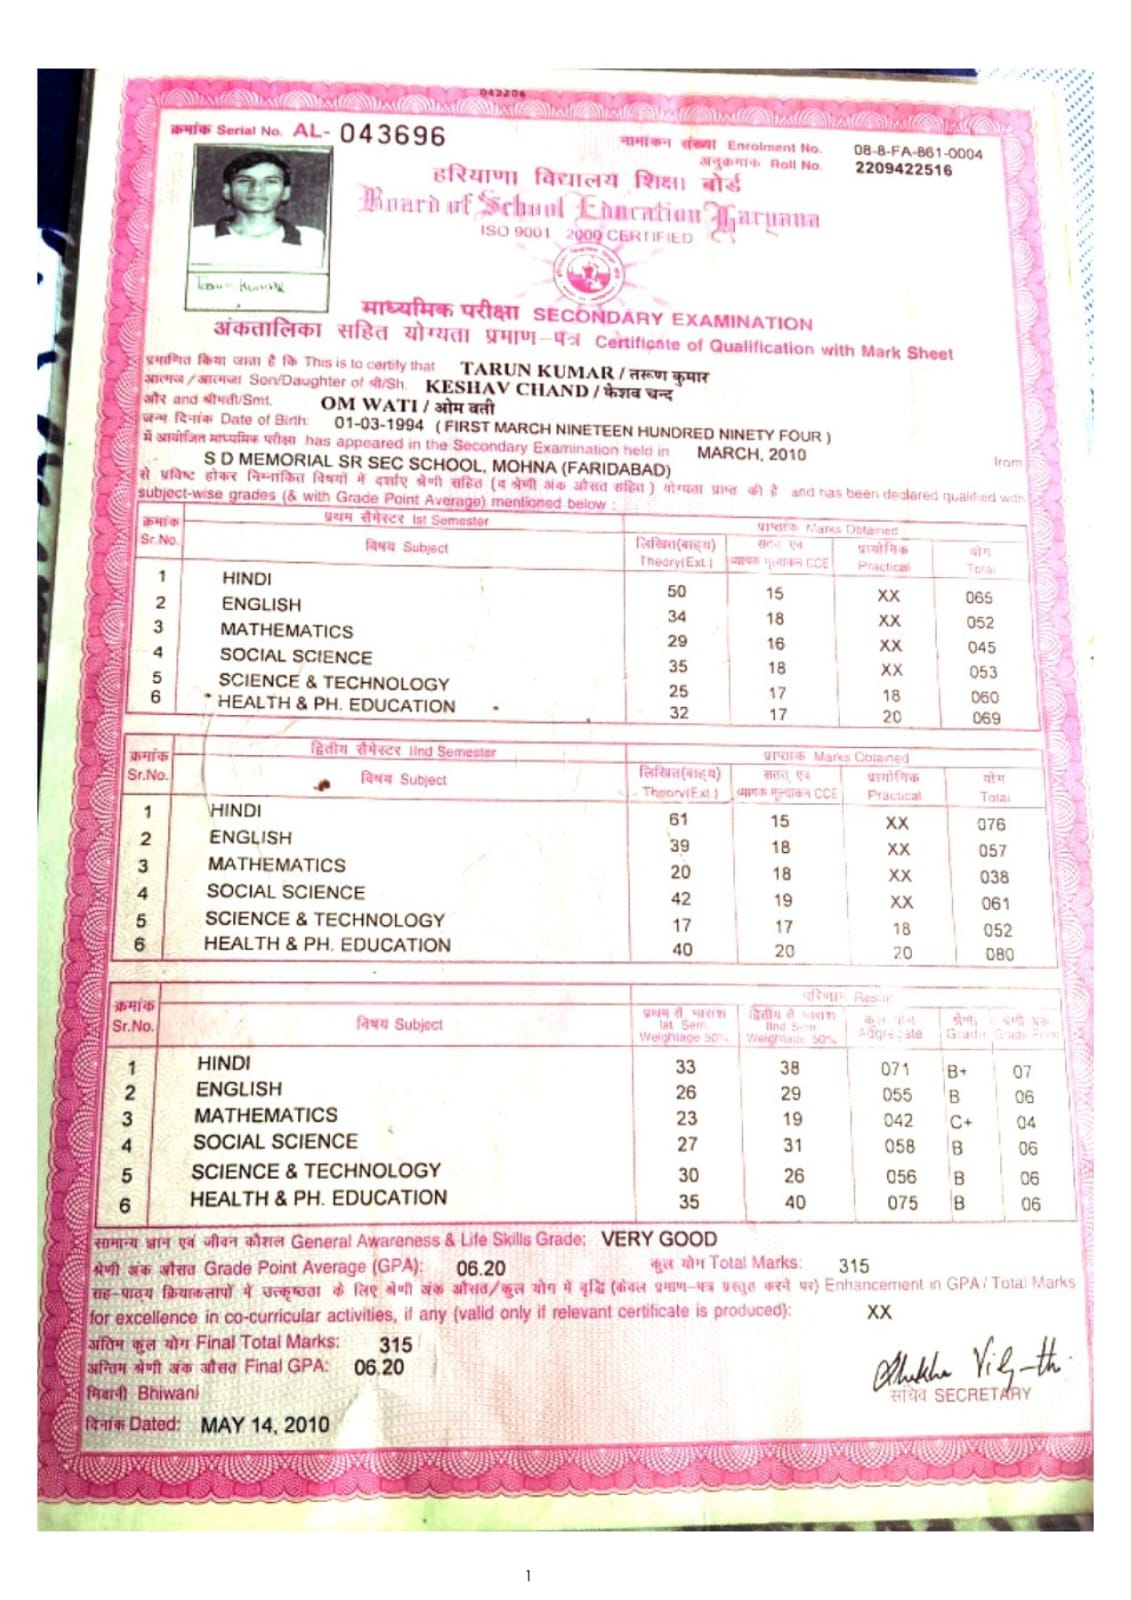 042206
क्रमांक Serial No. AL- 043696
नामांकन संख्या Enrolment No. 08-8-FA-861-0004
अनुक्रमांक Roll No. 2209422516
हरियाणा विद्यालय शिक्षा बोर्ड
Board of School Education Haryana
ISO 9001 2000 CERTIFIED
Tarun Kumar
माध्यमिक परीक्षा SECONDARY EXAMINATION
अंकतालिका सहित योग्यता प्रमाण-पत्र Certificate of Qualification with Mark Sheet
प्रमाणित किया जाता है कि This is to certify that TARUN KUMAR / तरूण कुमार
आत्मज/आत्मजा Son/Daughter of श्री/Sh. KESHAV CHAND / केशव चन्द
और and श्रीमती/Smt. OM WATI / ओम वती
जन्म दिनांक Date of Birth: 01-03-1994 ( FIRST MARCH NINETEEN HUNDRED NINETY FOUR )
में आयोजित माध्यमिक परीक्षा has appeared in the Secondary Examination held in MARCH, 2010 from
S D MEMORIAL SR SEC SCHOOL, MOHNA (FARIDABAD)
से प्रविष्ट होकर निम्नांकित विषयों में दर्शाए श्रेणी सहित (व श्रेणी अंक औसत सहित) योग्यता प्राप्त की है and has been declared qualified with
subject-wise grades (& with Grade Point Average) mentioned below :
क्रमांक प्रथम सैमेस्टर Ist Semester प्राप्तांक Marks Obtained
Sr.No. विषय Subject लिखित(बाह्य) सतत् एवं प्रायोगिक योग
Theory(Ext.) व्यापक मूल्यांकन CCE Practical Total
1 HINDI 50 15 XX 065
2 ENGLISH 34 18 XX 052
3 MATHEMATICS 29 16 XX 045
4 SOCIAL SCIENCE 35 18 XX 053
5 SCIENCE & TECHNOLOGY 25 17 18 060
6 HEALTH & PH. EDUCATION 32 17 20 069
क्रमांक द्वितीय सैमेस्टर IInd Semester प्राप्तांक Marks Obtained
Sr.No. विषय Subject लिखित(बाह्य) सतत् एवं प्रायोगिक योग
Theory(Ext.) व्यापक मूल्यांकन CCE Practical Total
1 HINDI 61 15 XX 076
2 ENGLISH 39 18 XX 057
3 MATHEMATICS 20 18 XX 038
4 SOCIAL SCIENCE 42 19 XX 061
5 SCIENCE & TECHNOLOGY 17 17 18 052
6 HEALTH & PH. EDUCATION 40 20 20 080
क्रमांक परिणाम Result
Sr.No. विषय Subject प्रथम से. भारांश द्वितीय से. भारांश कुल योग श्रेणी श्रेणी अंक
Ist Sem. IInd Sem. Aggregate Grade Grade Point
Weightage 50% Weightage 50%
1 HINDI 33 38 071 B+ 07
2 ENGLISH 26 29 055 B 06
3 MATHEMATICS 23 19 042 C+ 04
4 SOCIAL SCIENCE 27 31 058 B 06
5 SCIENCE & TECHNOLOGY 30 26 056 B 06
6 HEALTH & PH. EDUCATION 35 40 075 B 06
सामान्य ज्ञान एवं जीवन कौशल General Awareness & Life Skills Grade: VERY GOOD
श्रेणी अंक औसत Grade Point Average (GPA): 06.20 कुल योग Total Marks: 315
सह-पाठ्य क्रियाकलापों में उत्कृष्ठता के लिए श्रेणी अंक औसत/कुल योग में वृद्धि (केवल प्रमाण-पत्र प्रस्तुत करने पर) Enhancement in GPA / Total Marks
for excellence in co-curricular activities, if any (valid only if relevant certificate is produced): XX
अंतिम कुल योग Final Total Marks: 315
अन्तिम श्रेणी अंक औसत Final GPA: 06.20
भिवानी Bhiwani
सचिव SECRETARY
दिनांक Dated: MAY 14, 2010
1